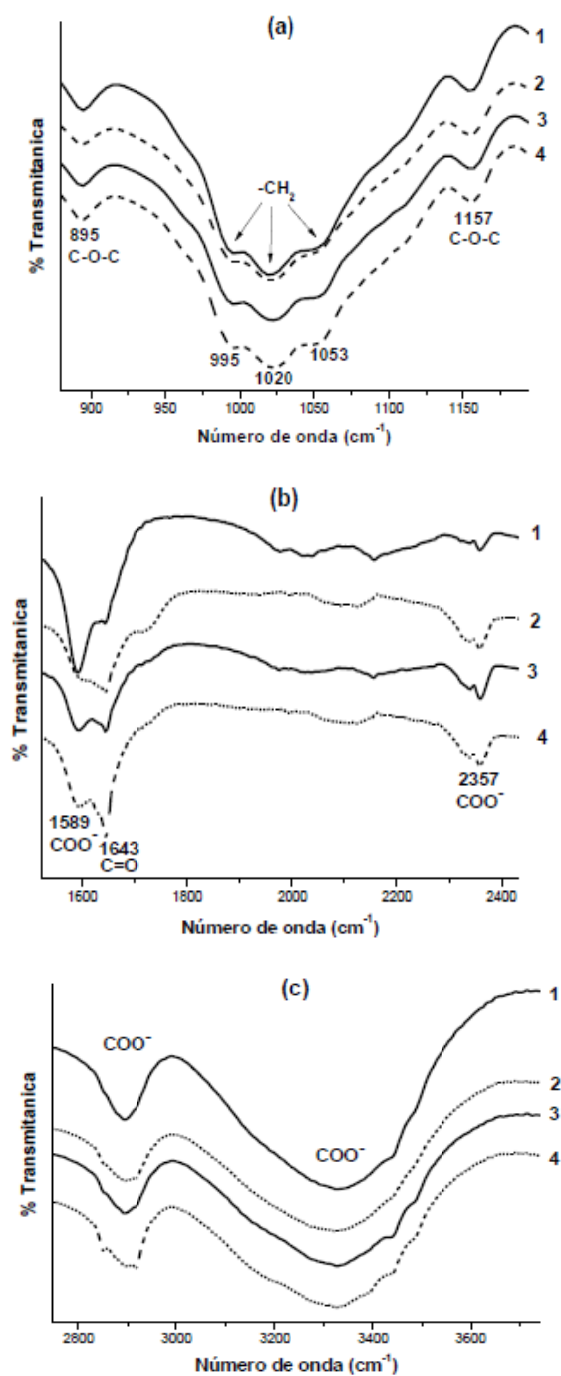 (a)
1
2
3
4
-CH2
895
C-O-C
1157
C-O-C
995
1020
1053
% Transmitanica
900 950 1000 1050 1100 1150
Número de onda (cm-1)
(b)
1
2
3
4
1589
COO-
1643
C=O
2357
COO-
% Transmitanica
1600 2000 2200 2400
Número de onda (cm-1)
(c)
1
2
3
4
COO-
COO-
% Transmitanica
2800 3000 3200 3400 3600
Número de onda (cm-1)